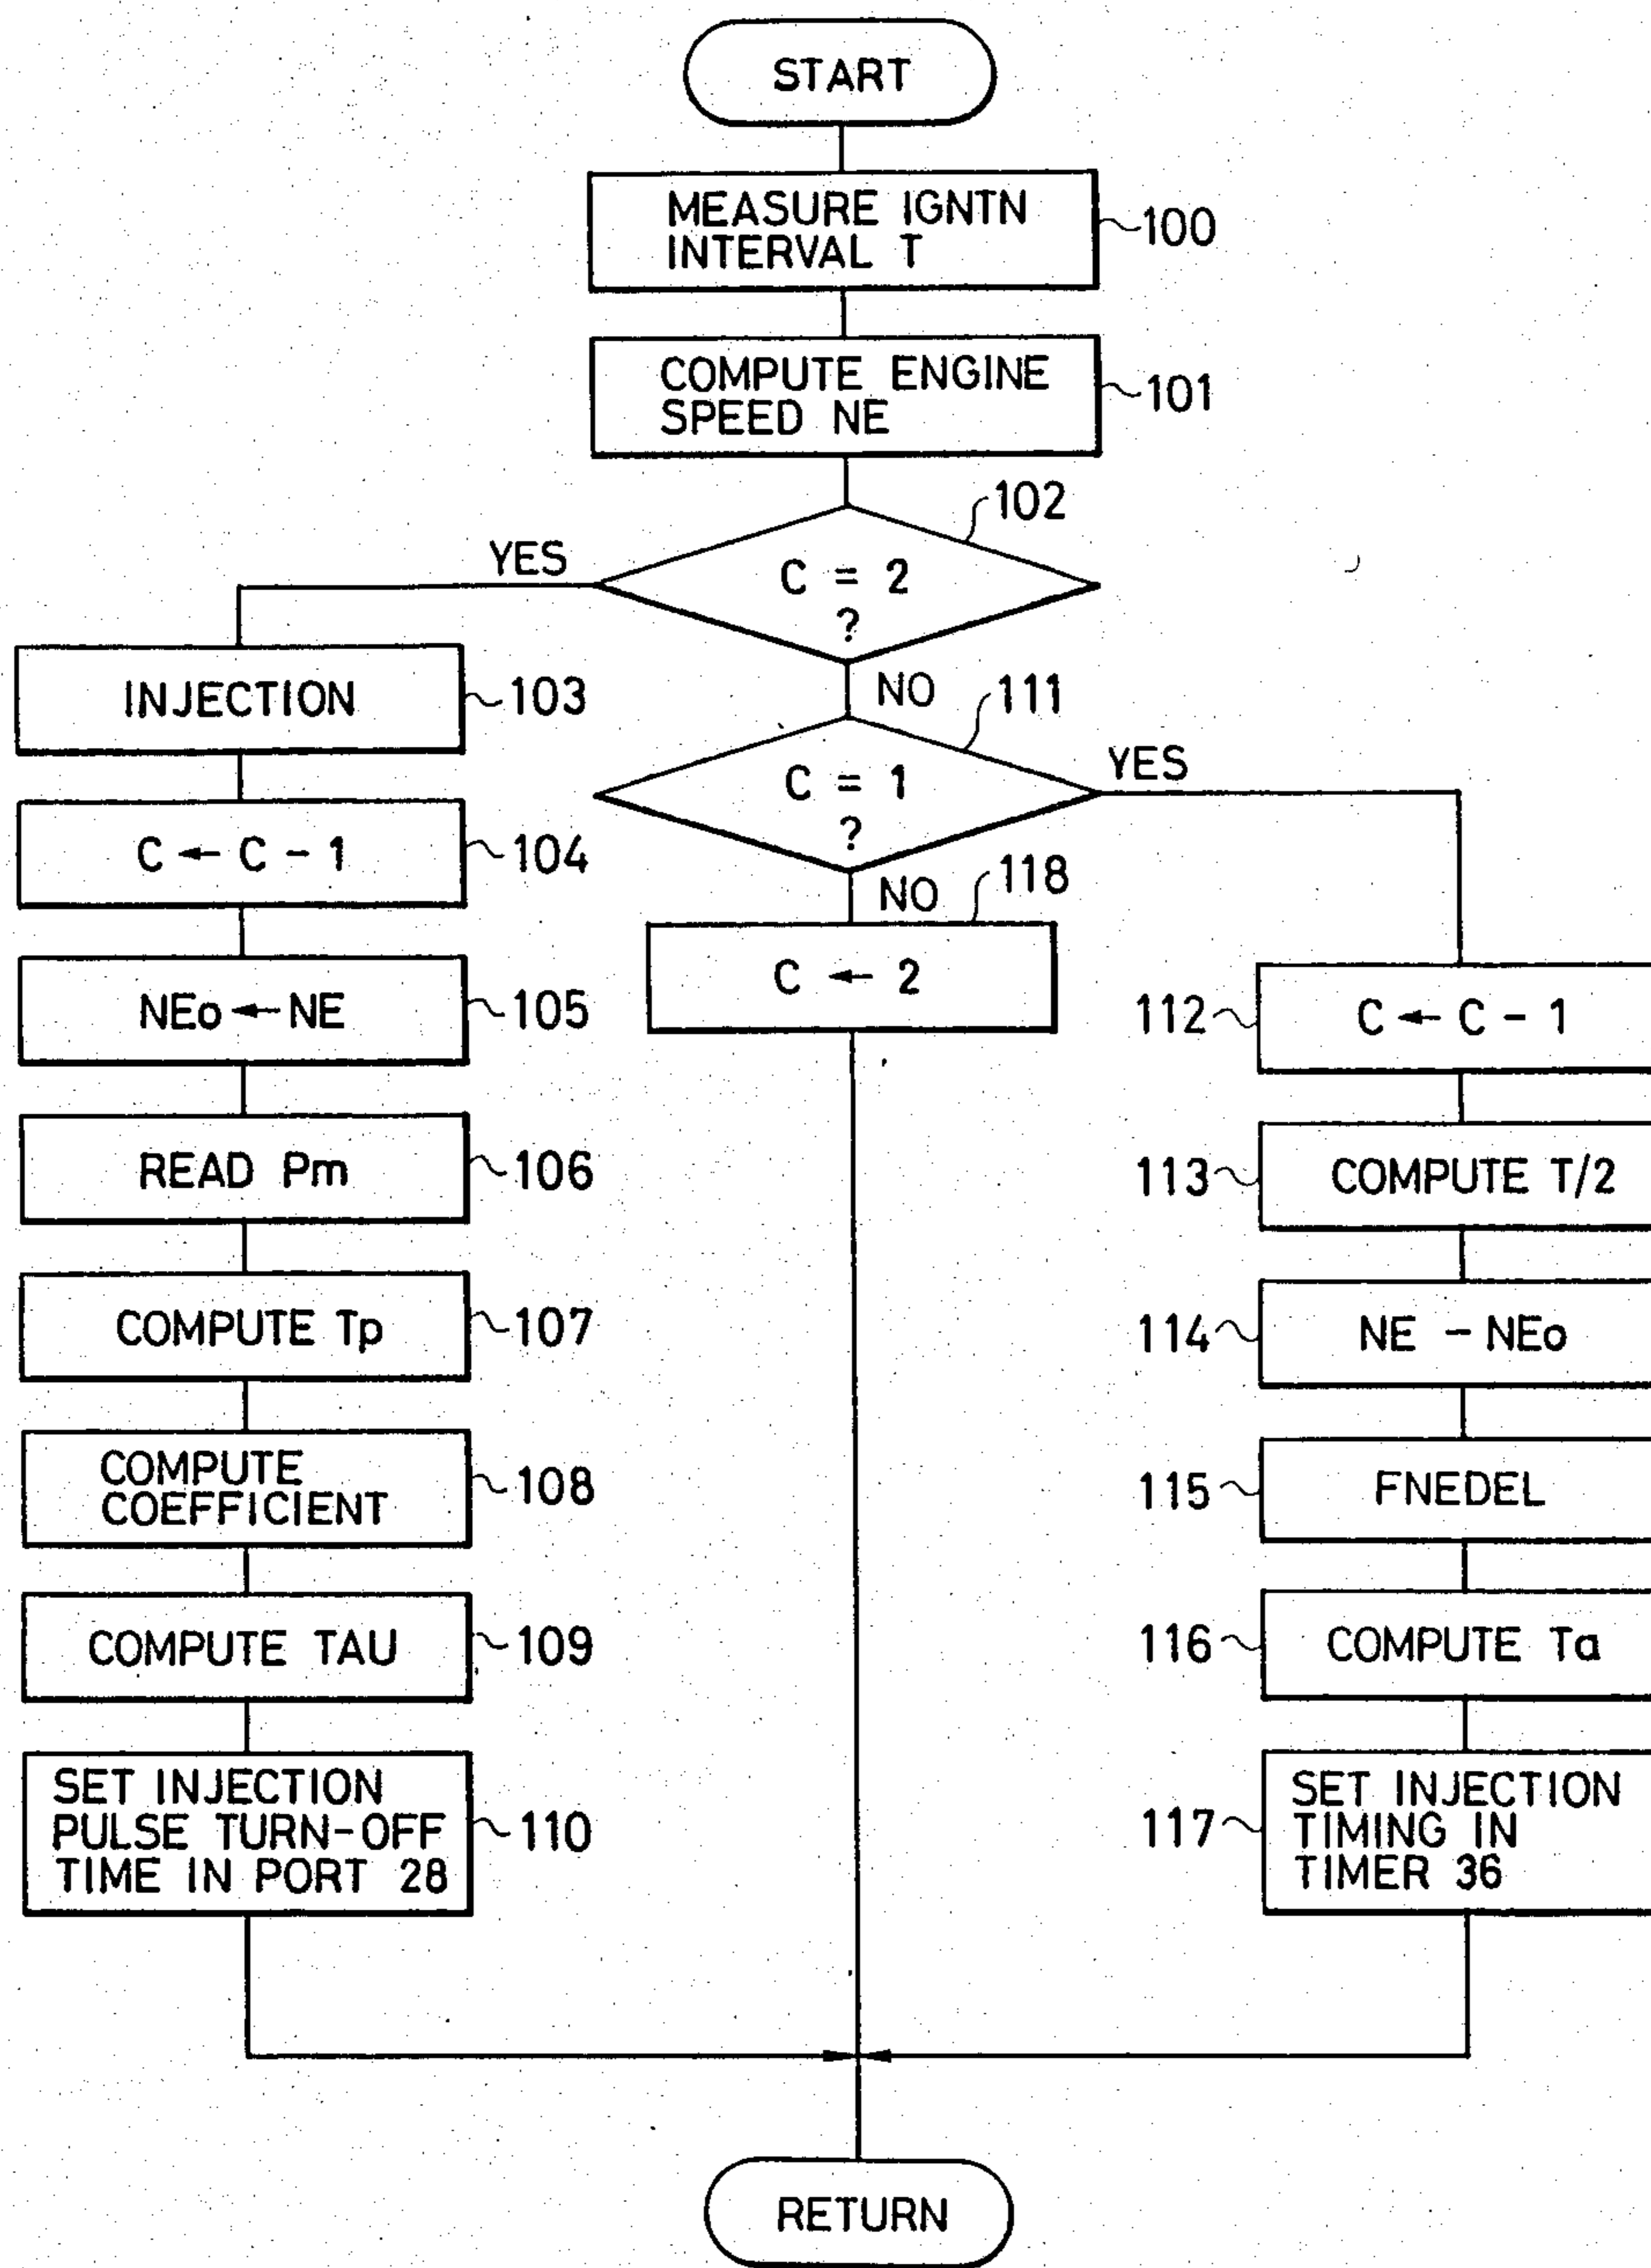 START
MEASURE IGNTN
INTERVAL T
100
COMPUTE ENGINE
SPEED NE
101
102
C = 2
?
YES
NO
INJECTION
103
C ← C - 1
104
NEo ← NE
105
READ Pm
106
COMPUTE Tp
107
COMPUTE
COEFFICIENT
108
COMPUTE TAU
109
SET INJECTION
PULSE TURN-OFF
TIME IN PORT 28
110
111
C = 1
?
YES
NO
118
C ← 2
112
C ← C - 1
113
COMPUTE T/2
114
NE - NEo
115
FNEDEL
116
COMPUTE Ta
117
SET INJECTION
TIMING IN
TIMER 36
RETURN